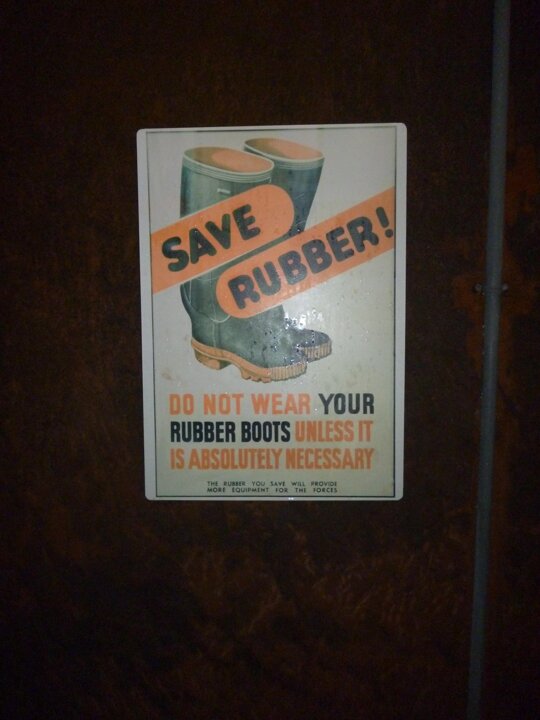 SAVE
RUBBER!
DO NOT WEAR YOUR
RUBBER BOOTS UNLESS IT
IS ABSOLUTELY NECESSARY
THE RUBBER YOU SAVE WILL PROVIDE
MORE EQUIPMENT FOR THE FORCES